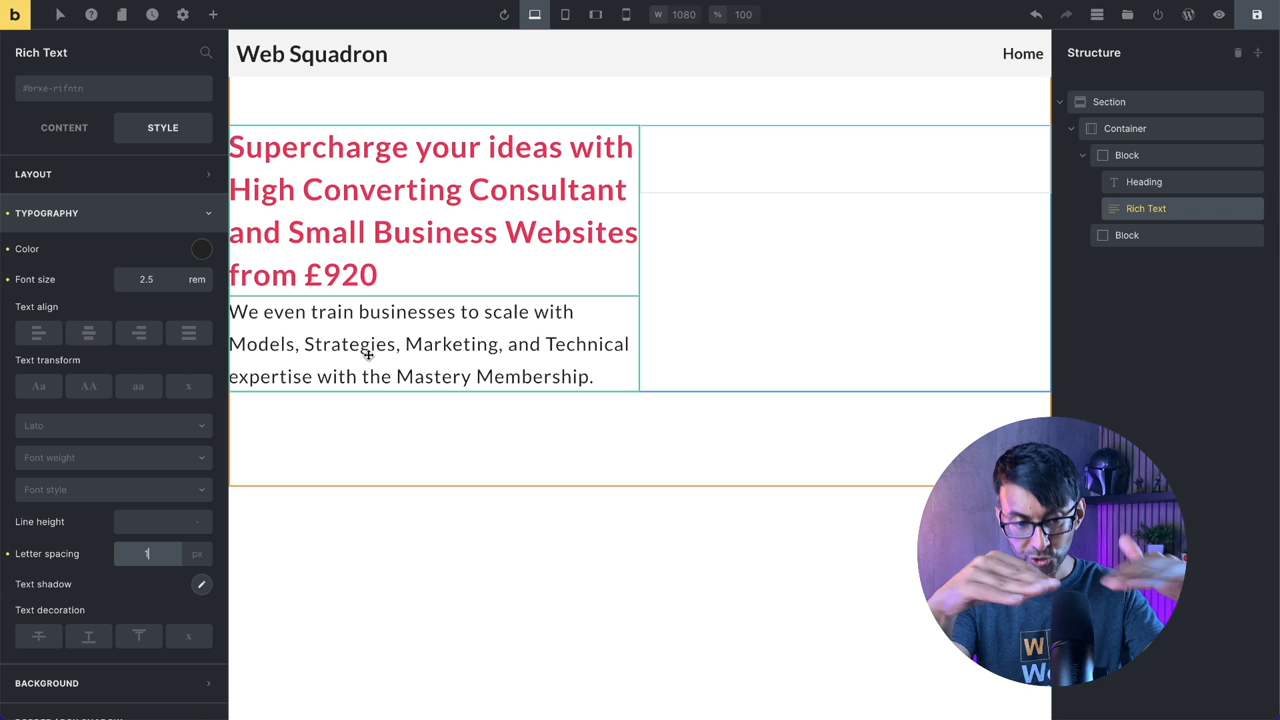 b
W 1080 % 100
Rich Text
#brxe-rifntn
CONTENT STYLE
LAYOUT
TYPOGRAPHY
Color
Font size 2.5 rem
Text align
Text transform
Aa AA aa x
Lato
Font weight
Font style
Line height -
Letter spacing 1 px
Text shadow
Text decoration
x
BACKGROUND
Web Squadron Home
Supercharge your ideas with
High Converting Consultant
and Small Business Websites
from £920
We even train businesses to scale with
Models, Strategies, Marketing, and Technical
expertise with the Mastery Membership.
Structure
Section
Container
Block
Heading
Rich Text
Block
W